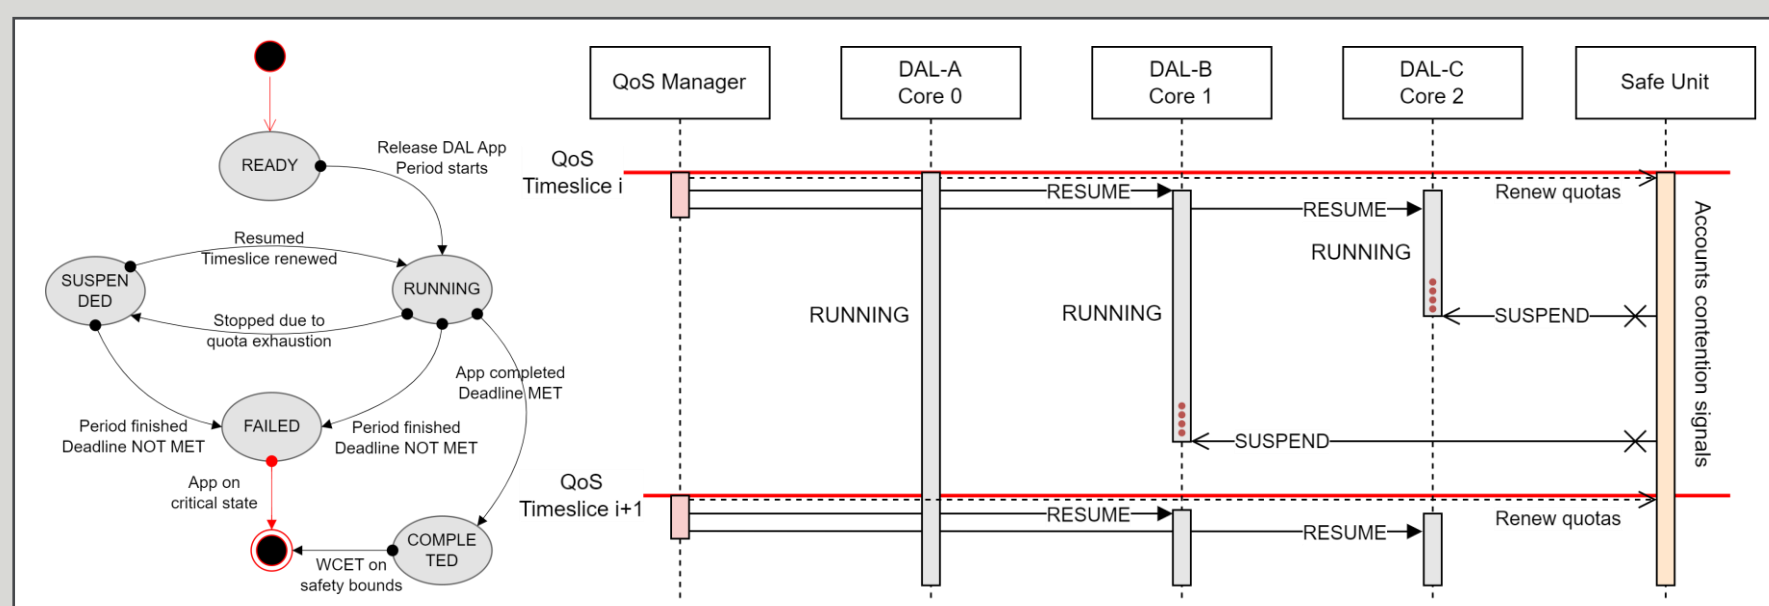 READY
Release DAL App
Period starts
Resumed
Timeslice renewed
SUSPEN
DED
RUNNING
Stopped due to
quota exhaustion
App completed
Deadline MET
Period finished
Deadline NOT MET
FAILED
Period finished
Deadline NOT MET
App on
critical state
COMPLE
TED
WCET on
safety bounds
QoS Manager
DAL-A
Core 0
DAL-B
Core 1
DAL-C
Core 2
Safe Unit
QoS
Timeslice i
RESUME
Renew quotas
RESUME
RUNNING
RUNNING
RUNNING
SUSPEND
Accounts contention signals
SUSPEND
QoS
Timeslice i+1
RESUME
Renew quotas
RESUME